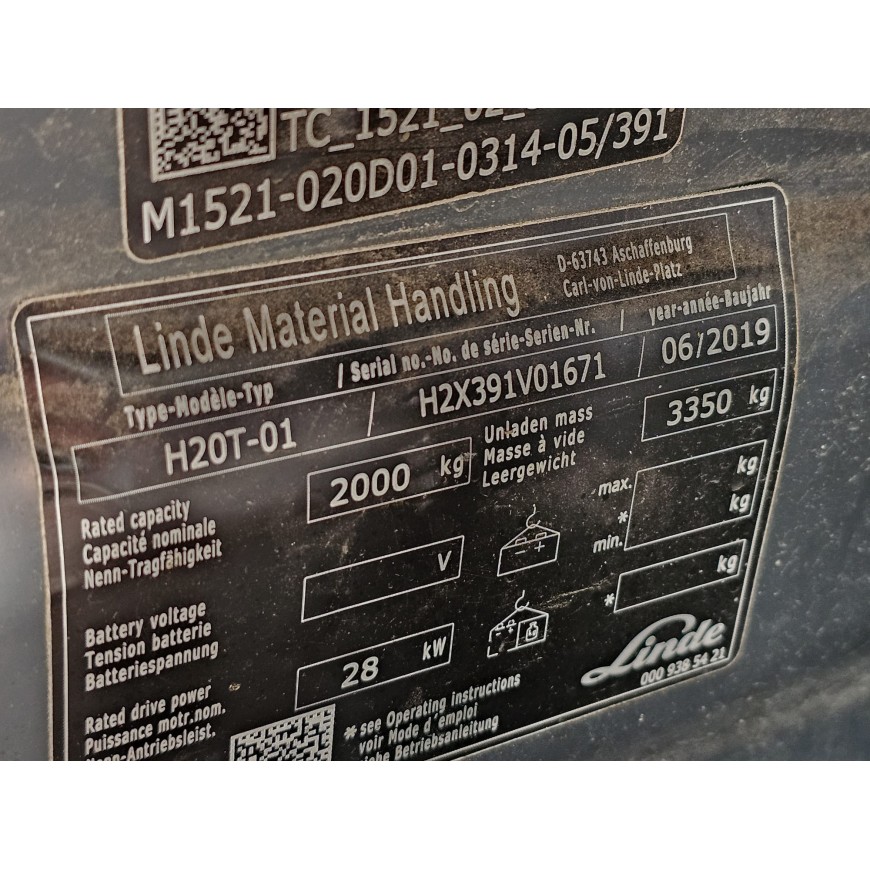 TC_1521_02_
M1521-020D01-0314-05/391
Linde Material Handling
D-63743 Aschaffenburg
Carl-von-Linde-Platz
Type-Modèle-Typ / Serial no.-No. de série-Serien-Nr. / year-année-Baujahr
H20T-01 / H2X391V01671 / 06/2019
Rated capacity
Capacité nominale
Nenn-Tragfähigkeit
2000 kg
Unladen mass
Masse à vide
Leergewicht
3350 kg
Battery voltage
Tension batterie
Batteriespannung
V
max. kg
* kg
min.
* kg
Rated drive power
Puissance motr.nom.
Nenn-Antriebsleist.
28 kW
* see Operating instructions
voir Mode d'emploi
siehe Betriebsanleitung
Linde
000 938 54 21